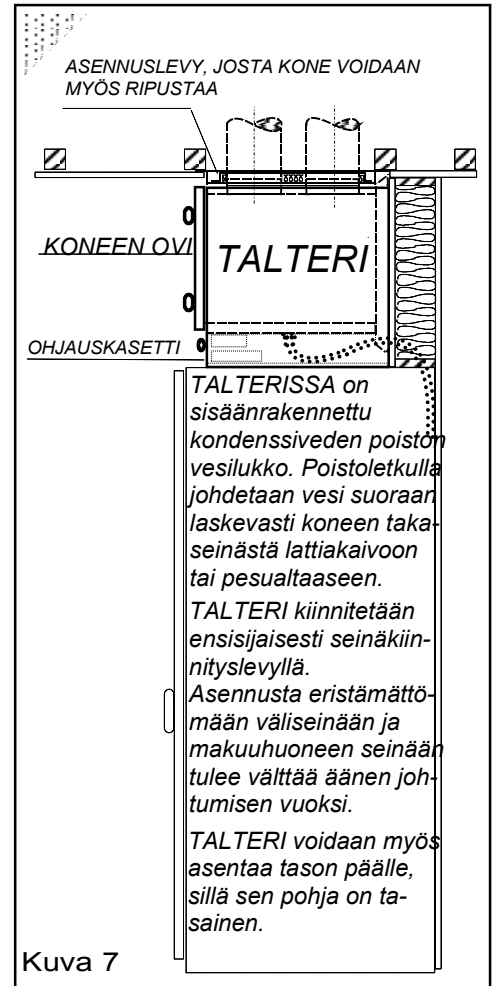 ASENNUSLEVY, JOSTA KONE VOIDAAN
MYÖS RIPUSTAA
KONEEN OVI
TALTERI
OHJAUSKASETTI
TALTERISSA on
sisäänrakennettu
kondenssiveden poiston
vesilukko. Poistoletkulla
johdetaan vesi suoraan
laskevasti koneen taka-
seinästä lattiakaivoon
tai pesualtaaseen.
TALTERI kiinnitetään
ensisijaisesti seinäkiin-
nityslevyllä.
Asennusta eristämättö-
mään väliseinään ja
makuuhuoneen seinään
tulee välttää äänen joh-
tumisen vuoksi.
TALTERI voidaan myös
asentaa tason päälle,
sillä sen pohja on ta-
sainen.
Kuva 7